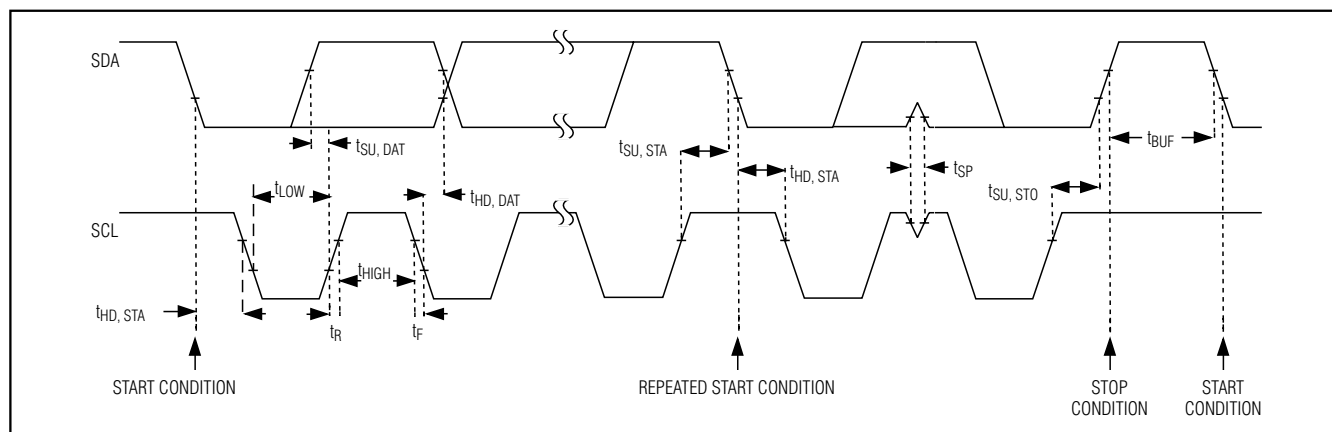 SDA
tSU, DAT
tLOW
tHD, DAT
tSU, STA
tHD, STA
tSP
tBUF
tSU, STO
SCL
tHIGH
tHD, STA
tR
tF
START CONDITION
REPEATED START CONDITION
STOP
CONDITION
START
CONDITION